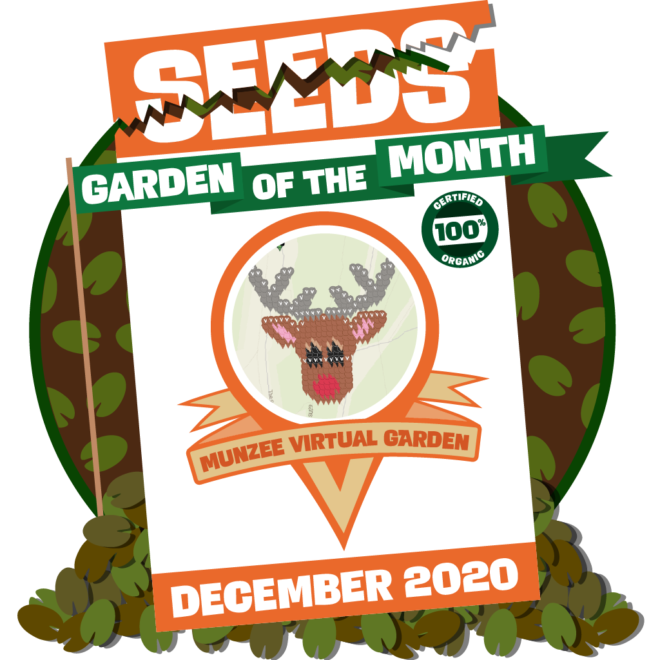 SEEDS
GARDEN OF THE MONTH
CERTIFIED
100%
ORGANIC
MUNZEE VIRTUAL GARDEN
DECEMBER 2020